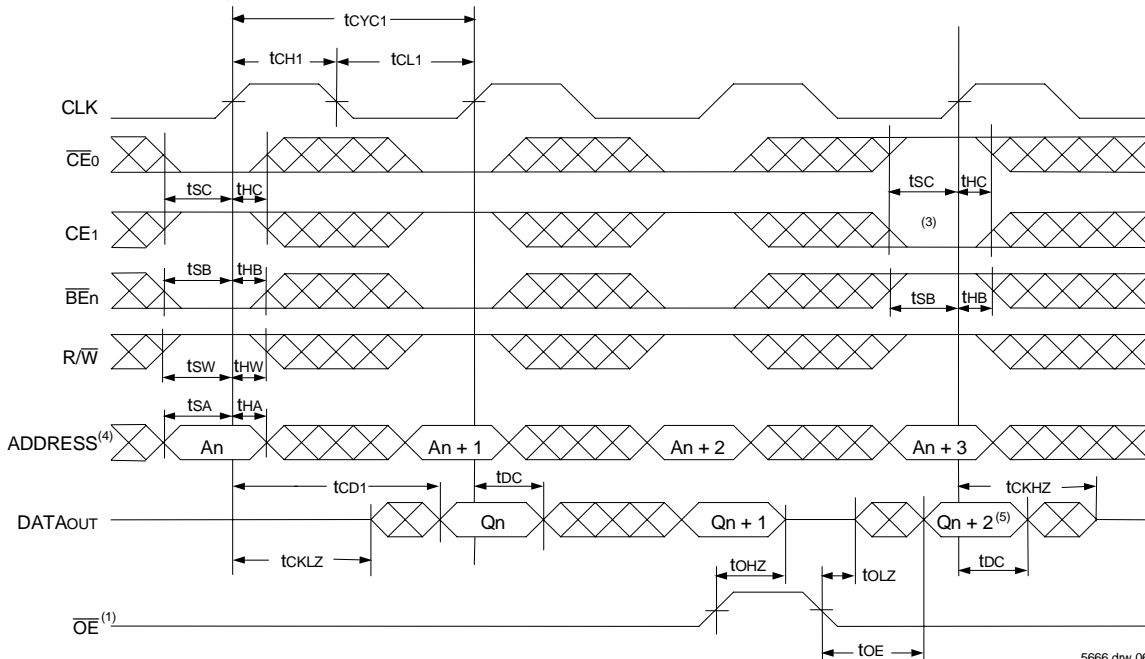 tCYC1
tCH1 tCL1
CLK
CE0
tSC tHC tSC tHC
CE1 (3)
tSB tHB
BEn tSB tHB
R/W
tSW tHW
tSA tHA
ADDRESS(4) An An + 1 An + 2 An + 3
tCD1 tDC tCKHZ
DATAOUT Qn Qn + 1 Qn + 2(5)
tCKLZ tOHZ tOLZ tDC
OE(1)
tOE